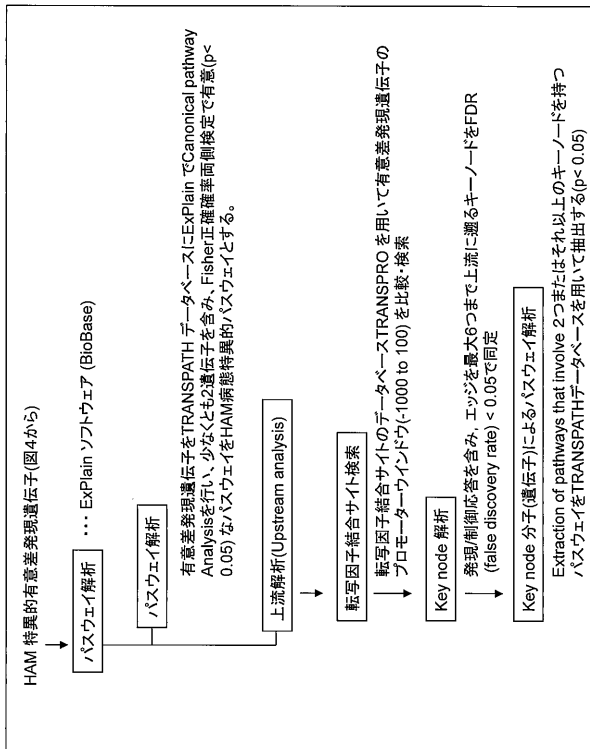 HAM 特異的有意差発現遺伝子(図4から)
パスウェイ解析
･･･ ExPlain ソフトウェア (BioBase)
パスウェイ解析
有意差発現遺伝子をTRANSPATH データベースにExPlain でCanonical pathway
Analysisを行い、少なくとも2遺伝子を含み、Fisher正確確率両側検定で有意(p<
0.05) なパスウェイをHAM病態特異的パスウェイとする。
上流解析(Upstream analysis)
転写因子結合サイト検索
転写因子結合サイトのデータベースTRANSPRO を用いて有意差発現遺伝子の
プロモーターウインドウ(-1000 to 100) を比較・検索
Key node 解析
発現/制御応答を含み、エッジを最大6つまで上流に遡るキーノードをFDR
(false discovery rate) < 0.05で同定
Key node 分子(遺伝子)によるパスウェイ解析
Extraction of pathways that involve 2つまたはそれ以上のキーノードを持つ
パスウェイをTRANSPATHデータベースを用いて抽出する(p< 0.05)